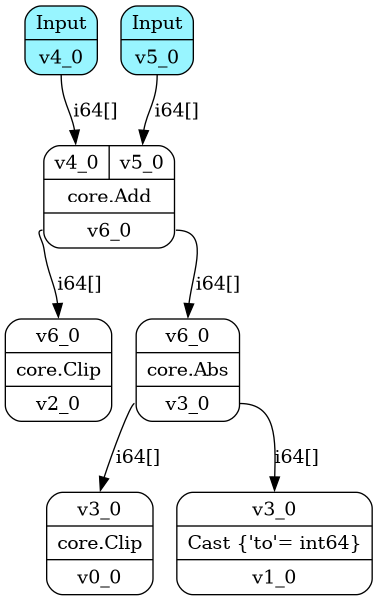 Input
v4_0
Input
v5_0
i64[]
i64[]
v4_0
v5_0
core.Add
v6_0
i64[]
i64[]
v6_0
core.Clip
v2_0
v6_0
core.Abs
v3_0
i64[]
i64[]
v3_0
core.Clip
v0_0
v3_0
Cast {'to'= int64}
v1_0